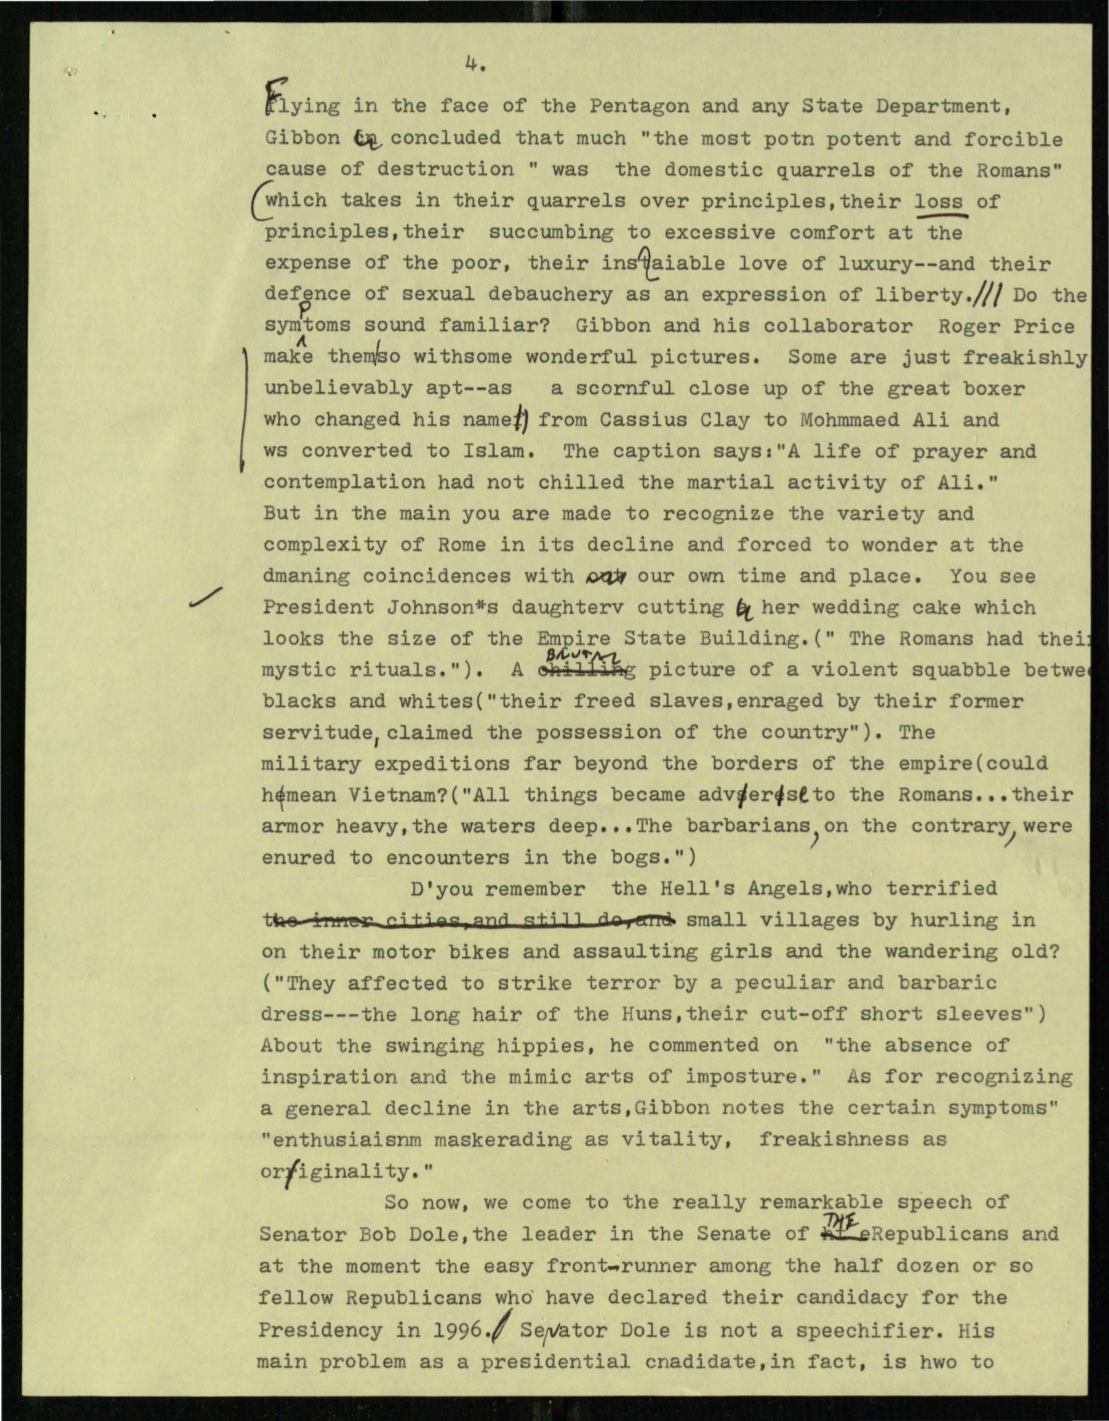 4.
Flying in the face of the Pentagon and any State Department,
Gibbon concluded that much "the most potn potent and forcible
cause of destruction " was the domestic quarrels of the Romans"
(which takes in their quarrels over principles,their loss of
principles,their succumbing to excessive comfort at the
expense of the poor, their instaiable love of luxury--and their
defence of sexual debauchery as an expression of liberty./// Do the
symptoms sound familiar? Gibbon and his collaborator Roger Price
make them/so withsome wonderful pictures. Some are just freakishly
unbelievably apt--as a scornful close up of the great boxer
who changed his name from Cassius Clay to Mohmmaed Ali and
ws converted to Islam. The caption says:"A life of prayer and
contemplation had not chilled the martial activity of Ali."
But in the main you are made to recognize the variety and
complexity of Rome in its decline and forced to wonder at the
dmaning coincidences with our own time and place. You see
President Johnson*s daughterv cutting her wedding cake which
looks the size of the Empire State Building.(" The Romans had thei
BRUTAL
mystic rituals."). A chilling picture of a violent squabble betwe
blacks and whites("their freed slaves,enraged by their former
servitude, claimed the possession of the country"). The
military expeditions far beyond the borders of the empire(could
he mean Vietnam?("All things became adverse to the Romans...their
armor heavy,the waters deep...The barbarians, on the contrary, were
enured to encounters in the bogs.")
D'you remember the Hell's Angels,who terrified
the inner cities,and still do,and small villages by hurling in
on their motor bikes and assaulting girls and the wandering old?
("They affected to strike terror by a peculiar and barbaric
dress---the long hair of the Huns,their cut-off short sleeves")
About the swinging hippies, he commented on "the absence of
inspiration and the mimic arts of imposture." As for recognizing
a general decline in the arts,Gibbon notes the certain symptoms"
"enthusiaisnm maskerading as vitality, freakishness as
originality."
So now, we come to the really remarkable speech of
THE
Senator Bob Dole,the leader in the Senate of eRepublicans and
at the moment the easy front-runner among the half dozen or so
fellow Republicans who have declared their candidacy for the
Presidency in 1996./ Senator Dole is not a speechifier. His
main problem as a presidential cnadidate,in fact, is hwo to